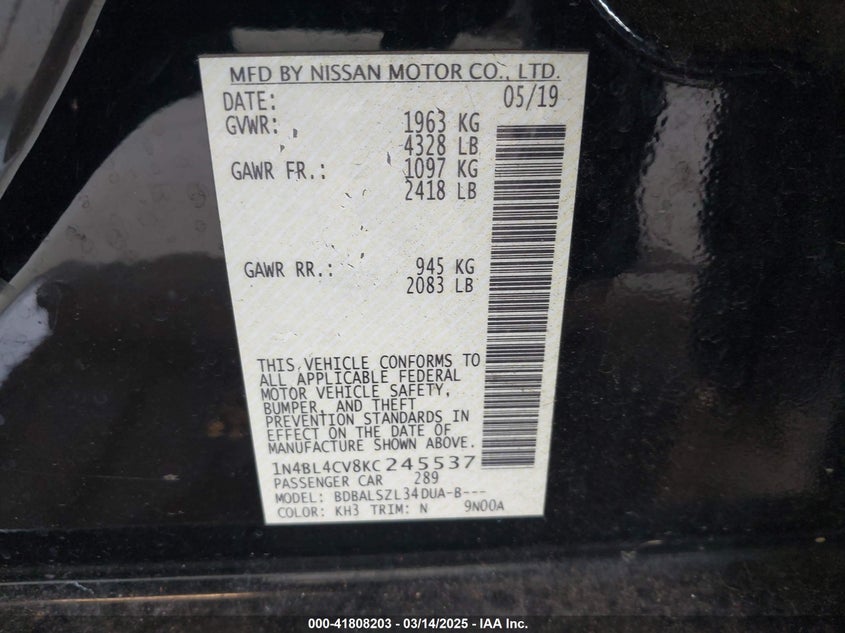 MFD BY NISSAN MOTOR CO., LTD.
DATE: 05/19
GVWR: 1963 KG
4328 LB
GAWR FR.: 1097 KG
2418 LB
GAWR RR.: 945 KG
2083 LB
THIS VEHICLE CONFORMS TO
ALL APPLICABLE FEDERAL
MOTOR VEHICLE SAFETY,
BUMPER, AND THEFT
PREVENTION STANDARDS IN
EFFECT ON THE DATE OF
MANUFACTURE SHOWN ABOVE.
1N4BL4CV8KC245537
PASSENGER CAR 289
MODEL: BDBALSZL34DUA-B---
COLOR: KH3 TRIM: N 9N00A
000-41808203 - 03/14/2025 - IAA Inc.